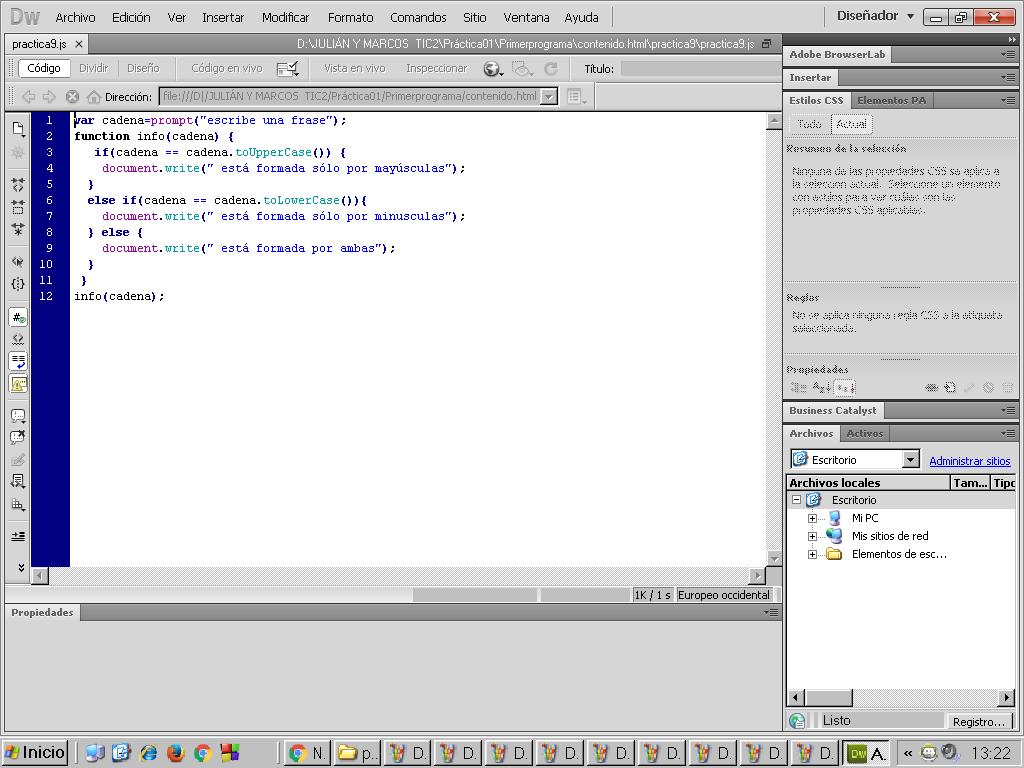 Dw Archivo Edición Ver Insertar Modificar Formato Comandos Sitio Ventana Ayuda Diseñador
practica9.js D:\JULIÁN Y MARCOS TIC2\Práctica01\Primerprograma\contenido.html\practica9\practica9.js
Código Dividir Diseño Código en vivo Vista en vivo Inspeccionar Título:
Dirección: file:///D|/JULIÁN Y MARCOS TIC2/Práctica01/Primerprograma/contenido.html
1 var cadena=prompt("escribe una frase");
2 function info(cadena) {
3 if(cadena == cadena.toUpperCase()) {
4 document.write(" está formada sólo por mayúsculas");
5 }
6 else if(cadena == cadena.toLowerCase()){
7 document.write(" está formada sólo por minusculas");
8 } else {
9 document.write(" está formada por ambas");
10 }
11 }
12 info(cadena);
1K / 1 s Europeo occidental
Propiedades
Adobe BrowserLab
Insertar
Estilos CSS Elementos PA
Todo Actual
Resumen de la selección
Ninguna de las propiedades CSS se aplica a
la selección actual. Seleccione un elemento
con estilos para ver cuáles son las
propiedades CSS aplicables.
Reglas
No se aplica ninguna regla CSS a la etiqueta
seleccionada.
Propiedades
Business Catalyst
Archivos Activos
Escritorio Administrar sitios
Archivos locales Tam... Tipo
Escritorio
Mi PC
Mis sitios de red
Elementos de esc...
Listo Registro...
Inicio N. p.. D. D. D. D. D. D. D. D. D. Dw A. « 13:22